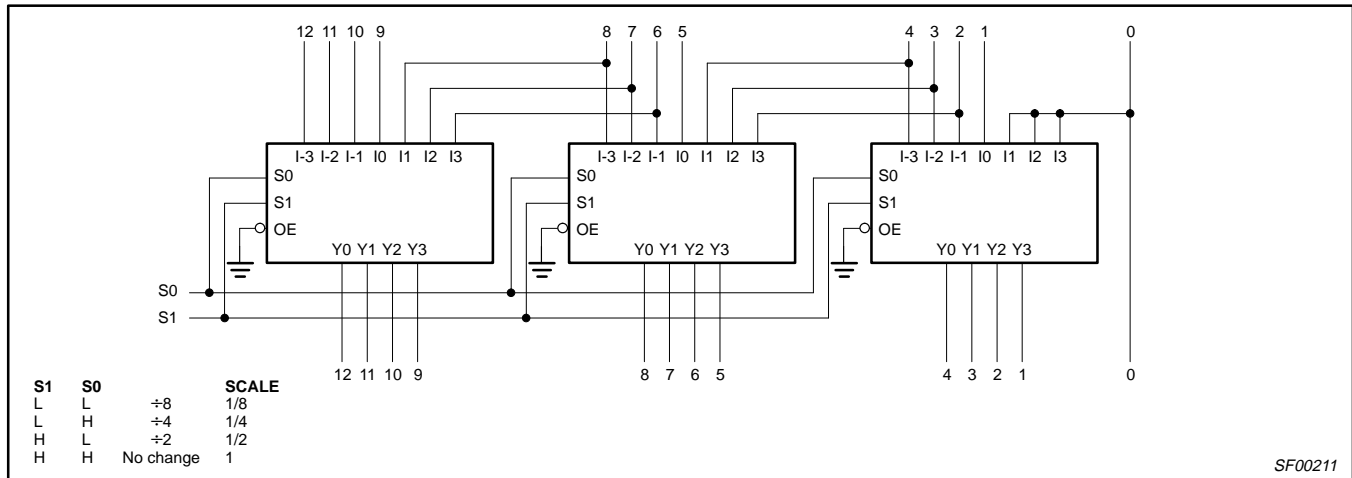 12 11 10 9 8 7 6 5 4 3 2 1 0
I-3 I-2 I-1 I0 I1 I2 I3 I-3 I-2 I-1 I0 I1 I2 I3 I-3 I-2 I-1 I0 I1 I2 I3
S0 S0 S0
S1 S1 S1
OE OE OE
Y0 Y1 Y2 Y3 Y0 Y1 Y2 Y3 Y0 Y1 Y2 Y3
S0
S1
12 11 10 9 8 7 6 5 4 3 2 1 0
S1 S0 SCALE
L L ÷8 1/8
L H ÷4 1/4
H L ÷2 1/2
H H No change 1
SF00211